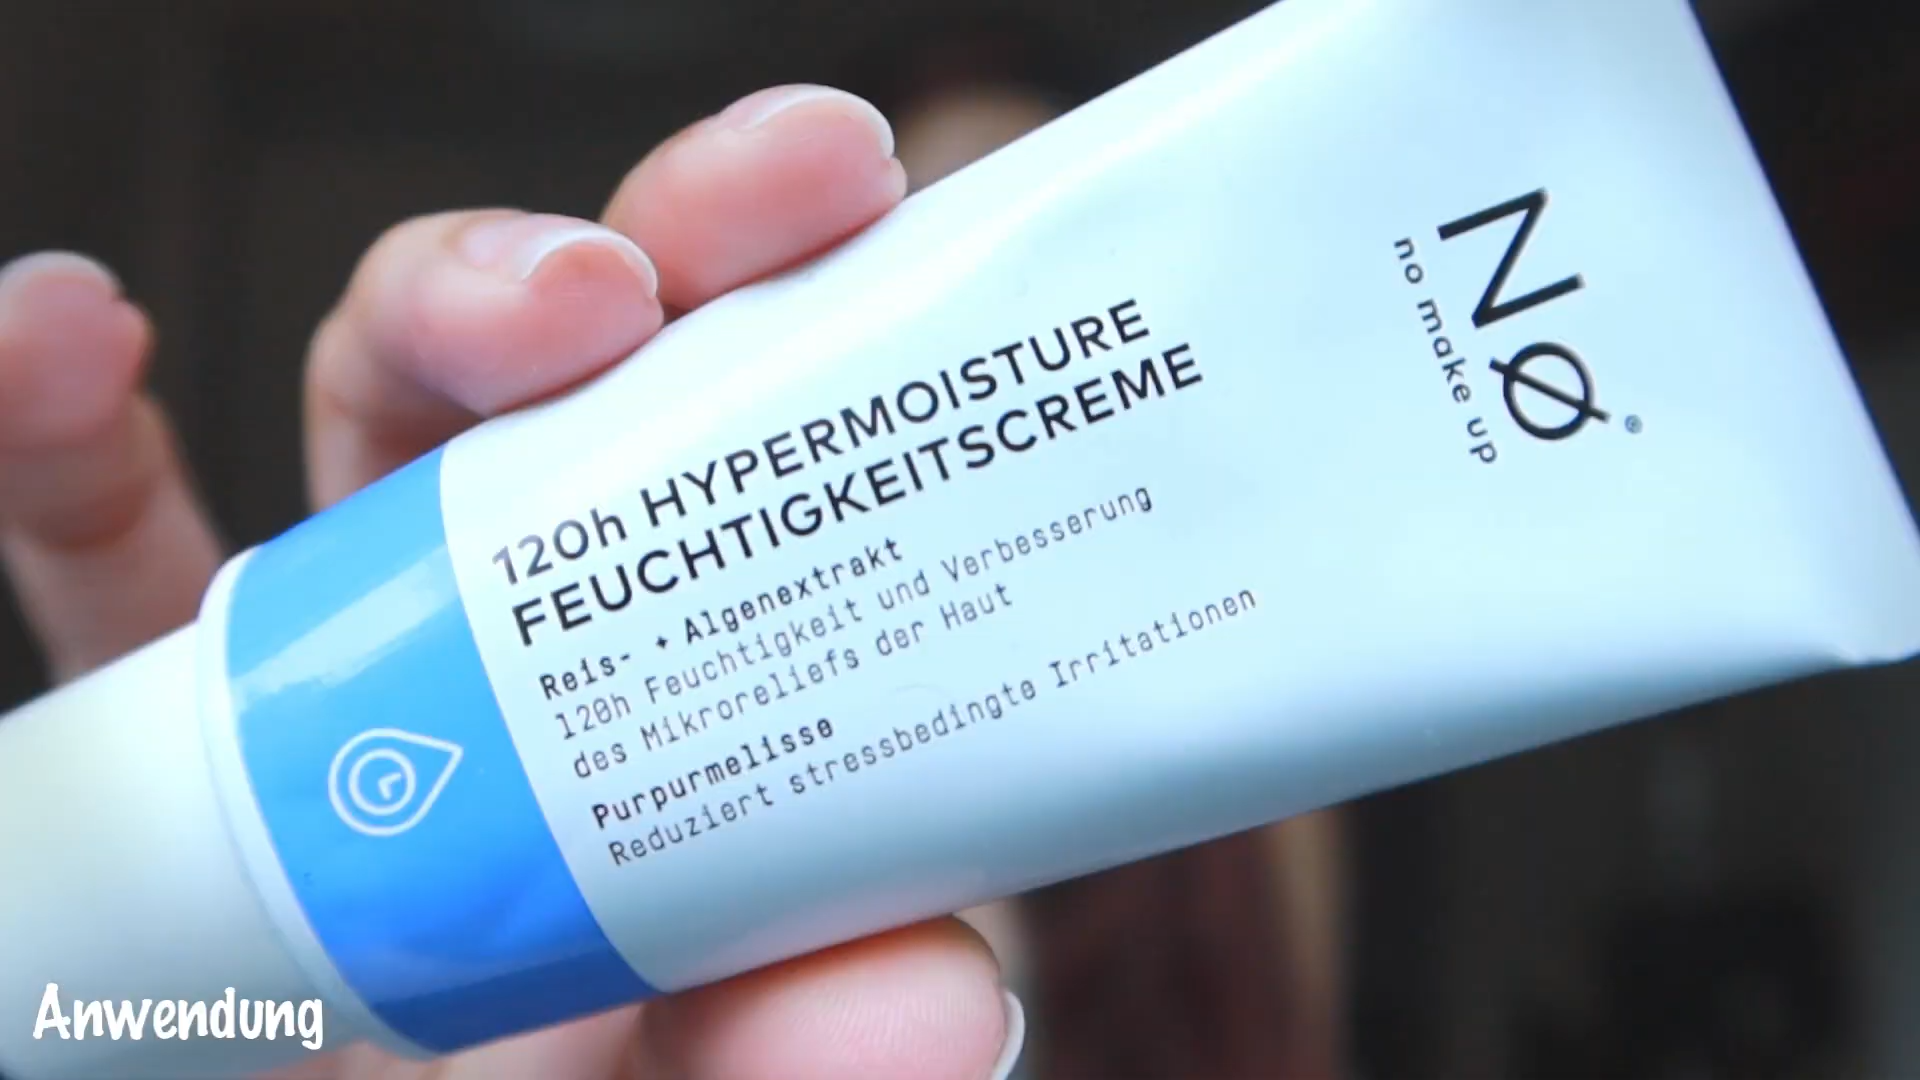 120h HYPERMOISTURE
FEUCHTIGKEITSCREME
Reis- + Algenextrakt
120h Feuchtigkeit und Verbesserung
des Mikroreliefs der Haut
Purpurmelisse
Reduziert stressbedingte Irritationen
NØ®
no make up
Anwendung